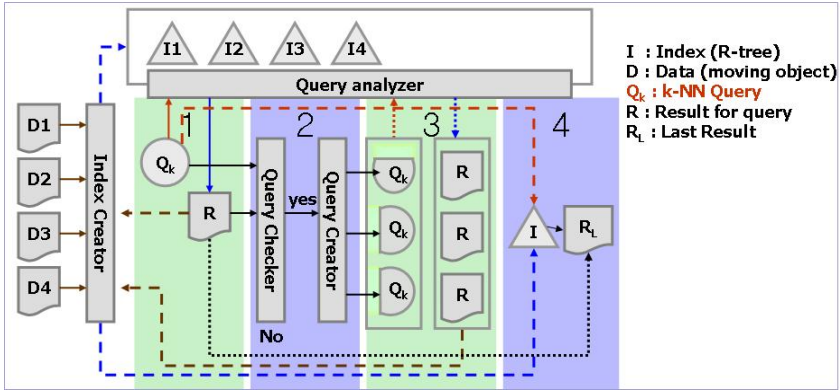 I1 I2 I3 I4
Query analyzer
I : Index (R-tree)
D : Data (moving object)
Qk : k-NN Query
R : Result for query
RL : Last Result
D1
D2
D3
D4
Index Creator
1
Qk
R
2
Query Checker
yes
No
Query Creator
3
Qk
Qk
Qk
R
R
R
4
I
RL